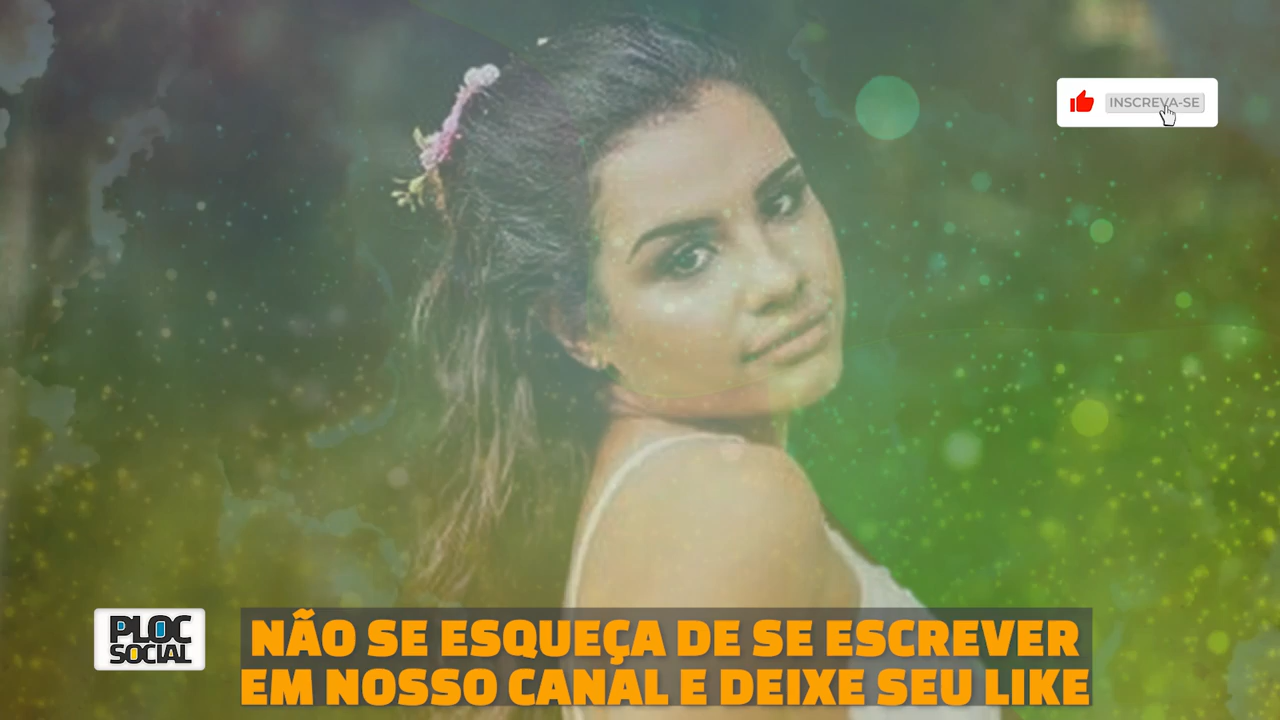 INSCREVA-SE
PLOC
SOCIAL
NÃO SE ESQUEÇA DE SE ESCREVER
EM NOSSO CANAL E DEIXE SEU LIKE